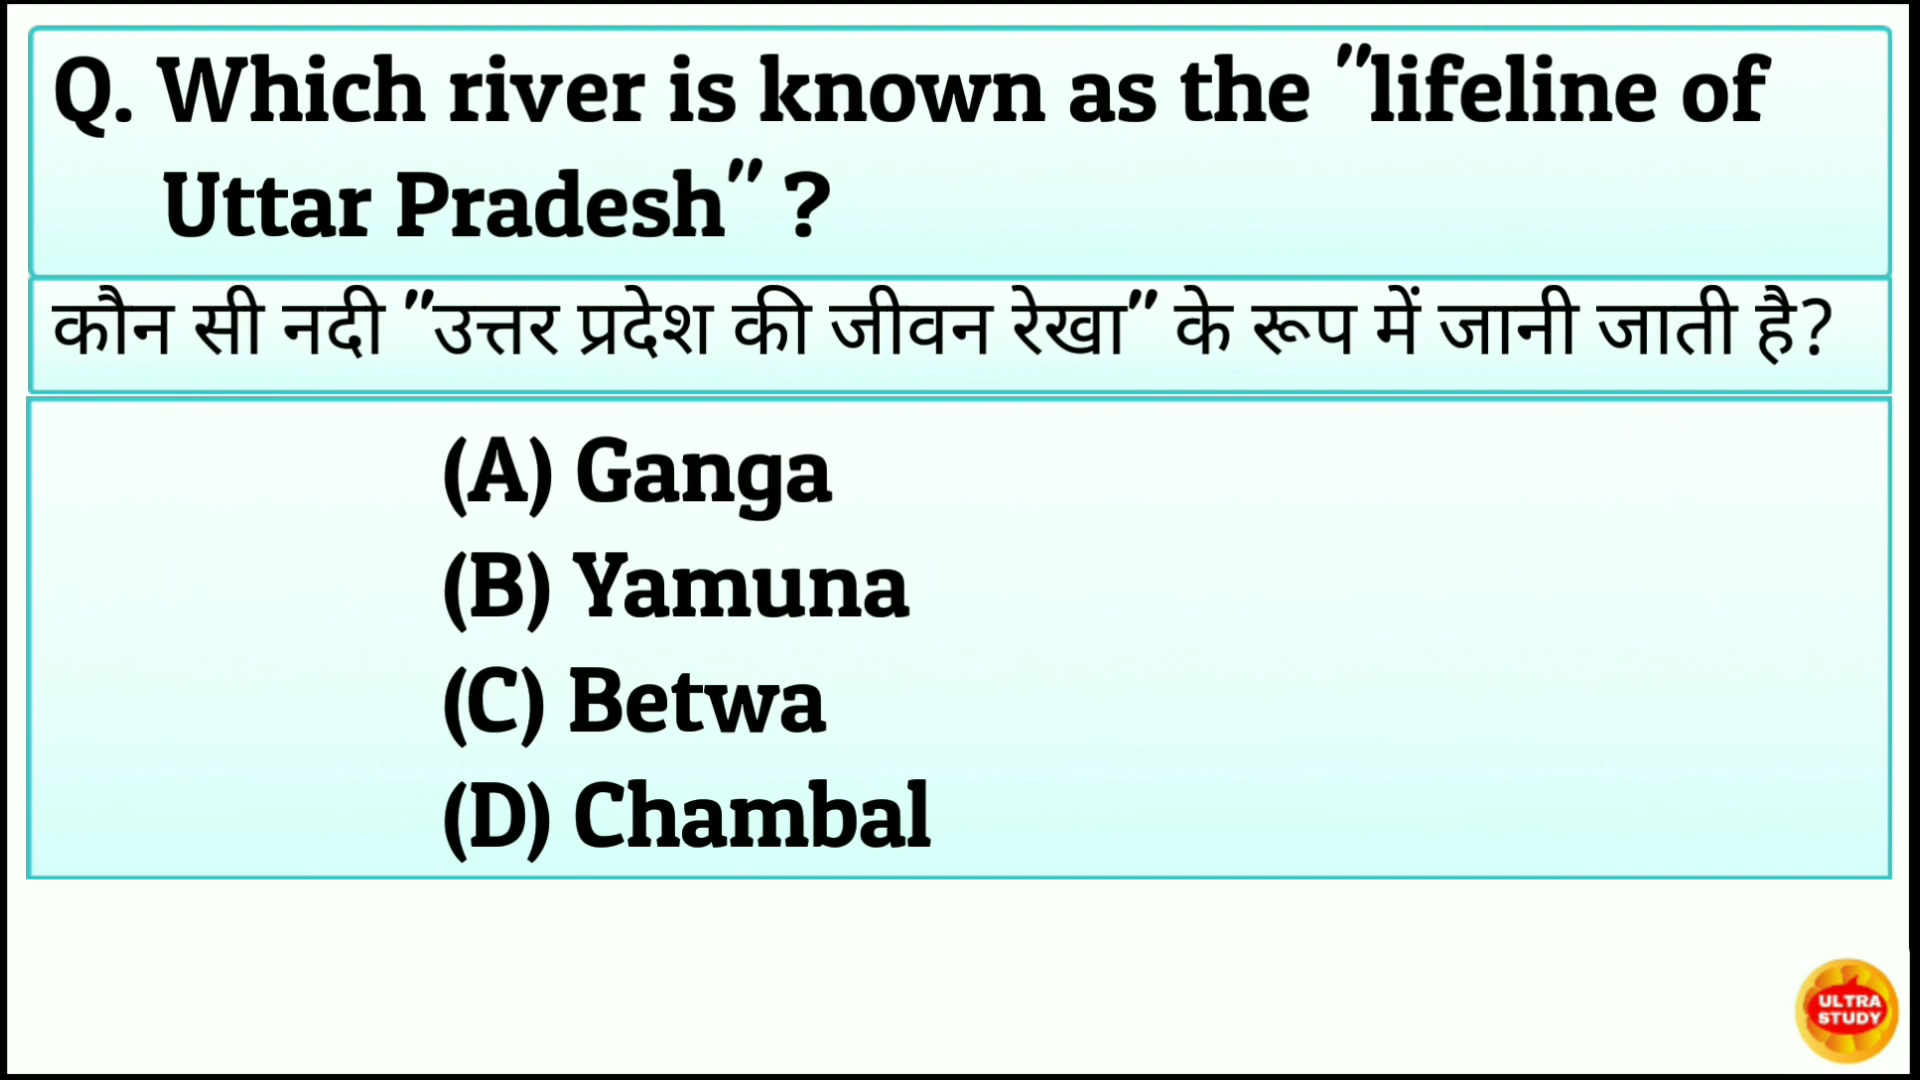 Q. Which river is known as the "lifeline of
Uttar Pradesh" ?
कौन सी नदी "उत्तर प्रदेश की जीवन रेखा" के रूप में जानी जाती है?
(A) Ganga
(B) Yamuna
(C) Betwa
(D) Chambal
ULTRA
STUDY